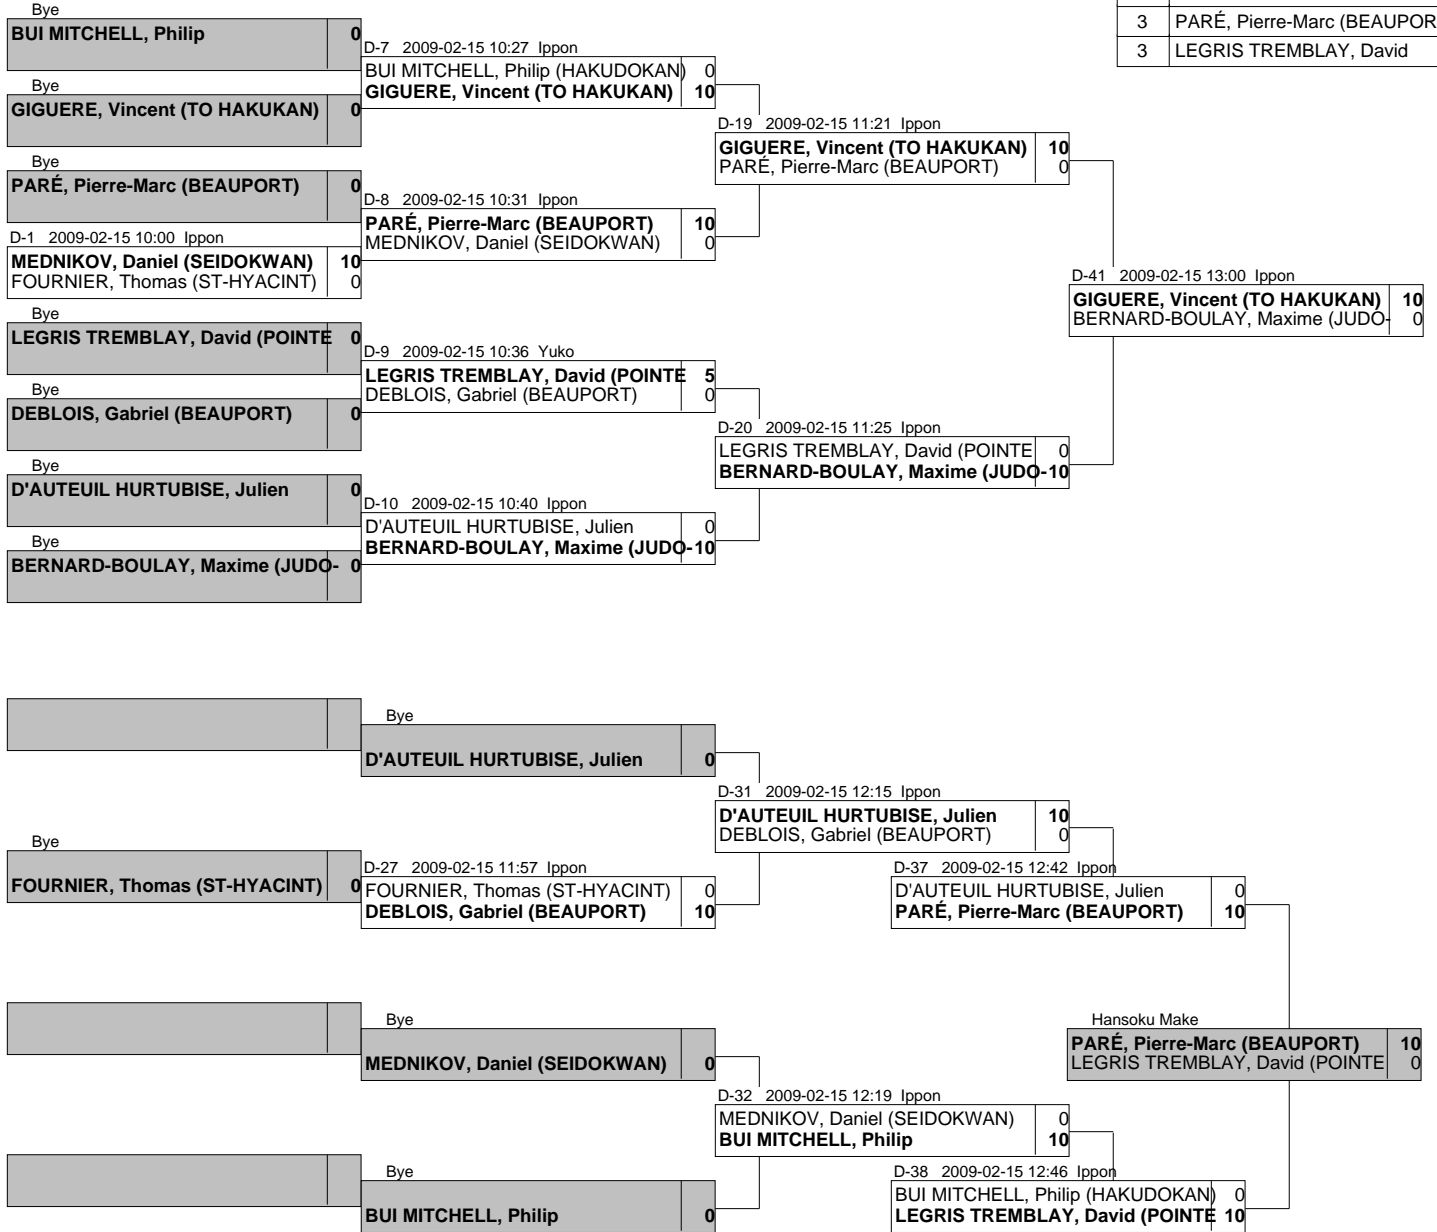 3 PARÉ, Pierre-Marc (BEAUPOR
3 LEGRIS TREMBLAY, David
Bye
BUI MITCHELL, Philip 0
Bye
GIGUERE, Vincent (TO HAKUKAN) 0
Bye
PARÉ, Pierre-Marc (BEAUPORT) 0
D-1 2009-02-15 10:00 Ippon
MEDNIKOV, Daniel (SEIDOKWAN) 10
FOURNIER, Thomas (ST-HYACINT) 0
Bye
LEGRIS TREMBLAY, David (POINTE 0
Bye
DEBLOIS, Gabriel (BEAUPORT) 0
Bye
D'AUTEUIL HURTUBISE, Julien 0
Bye
BERNARD-BOULAY, Maxime (JUDO- 0
D-7 2009-02-15 10:27 Ippon
BUI MITCHELL, Philip (HAKUDOKAN) 0
GIGUERE, Vincent (TO HAKUKAN) 10
D-8 2009-02-15 10:31 Ippon
PARÉ, Pierre-Marc (BEAUPORT) 10
MEDNIKOV, Daniel (SEIDOKWAN) 0
D-9 2009-02-15 10:36 Yuko
LEGRIS TREMBLAY, David (POINTE 5
DEBLOIS, Gabriel (BEAUPORT) 0
D-10 2009-02-15 10:40 Ippon
D'AUTEUIL HURTUBISE, Julien 0
BERNARD-BOULAY, Maxime (JUDO- 10
D-19 2009-02-15 11:21 Ippon
GIGUERE, Vincent (TO HAKUKAN) 10
PARÉ, Pierre-Marc (BEAUPORT) 0
D-20 2009-02-15 11:25 Ippon
LEGRIS TREMBLAY, David (POINTE 0
BERNARD-BOULAY, Maxime (JUDO- 10
D-41 2009-02-15 13:00 Ippon
GIGUERE, Vincent (TO HAKUKAN) 10
BERNARD-BOULAY, Maxime (JUDO- 0
Bye
D'AUTEUIL HURTUBISE, Julien 0
Bye
FOURNIER, Thomas (ST-HYACINT) 0
D-27 2009-02-15 11:57 Ippon
FOURNIER, Thomas (ST-HYACINT) 0
DEBLOIS, Gabriel (BEAUPORT) 10
D-31 2009-02-15 12:15 Ippon
D'AUTEUIL HURTUBISE, Julien 10
DEBLOIS, Gabriel (BEAUPORT) 0
D-37 2009-02-15 12:42 Ippon
D'AUTEUIL HURTUBISE, Julien 0
PARÉ, Pierre-Marc (BEAUPORT) 10
Bye
MEDNIKOV, Daniel (SEIDOKWAN) 0
Bye
BUI MITCHELL, Philip 0
D-32 2009-02-15 12:19 Ippon
MEDNIKOV, Daniel (SEIDOKWAN) 0
BUI MITCHELL, Philip 10
D-38 2009-02-15 12:46 Ippon
BUI MITCHELL, Philip (HAKUDOKAN) 0
LEGRIS TREMBLAY, David (POINTE 10
Hansoku Make
PARÉ, Pierre-Marc (BEAUPORT) 10
LEGRIS TREMBLAY, David (POINTE 0